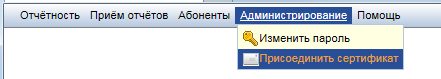 Отчётность Приём отчётов Абоненты Администрирование Помощь
Изменить пароль
Присоединить сертификат